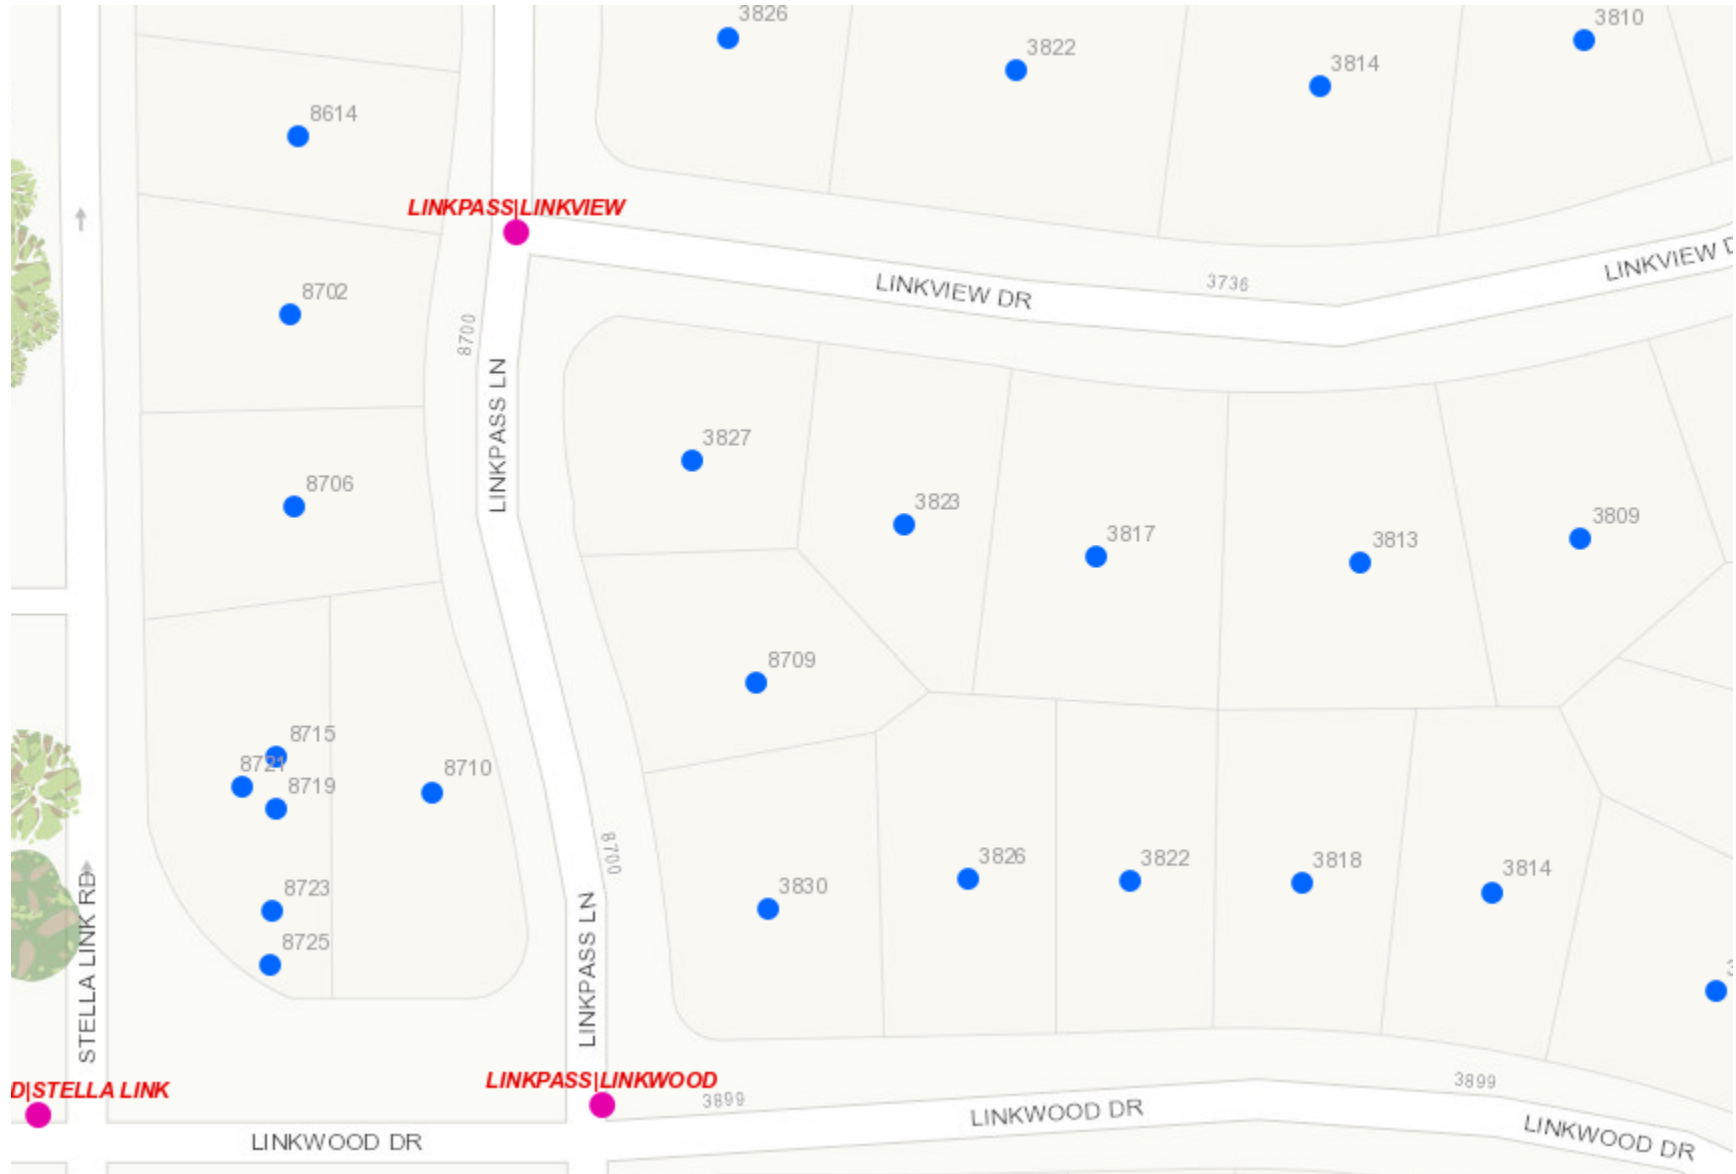 3826
3810
3822
3814
8614
LINKPASS|LINKVIEW
LINKVIEW D
3736
LINKVIEW DR
8702
8700
LINKPASS LN
3827
8706
3823
3817
3813
3809
8709
8715
8721
8719
8710
8700
3826
3822
3818
3814
8723
3830
8725
STELLA LINK RD
LINKPASS LN
3
D|STELLA LINK
LINKPASS|LINKWOOD
3899
3899
LINKWOOD DR
LINKWOOD DR
LINKWOOD DR